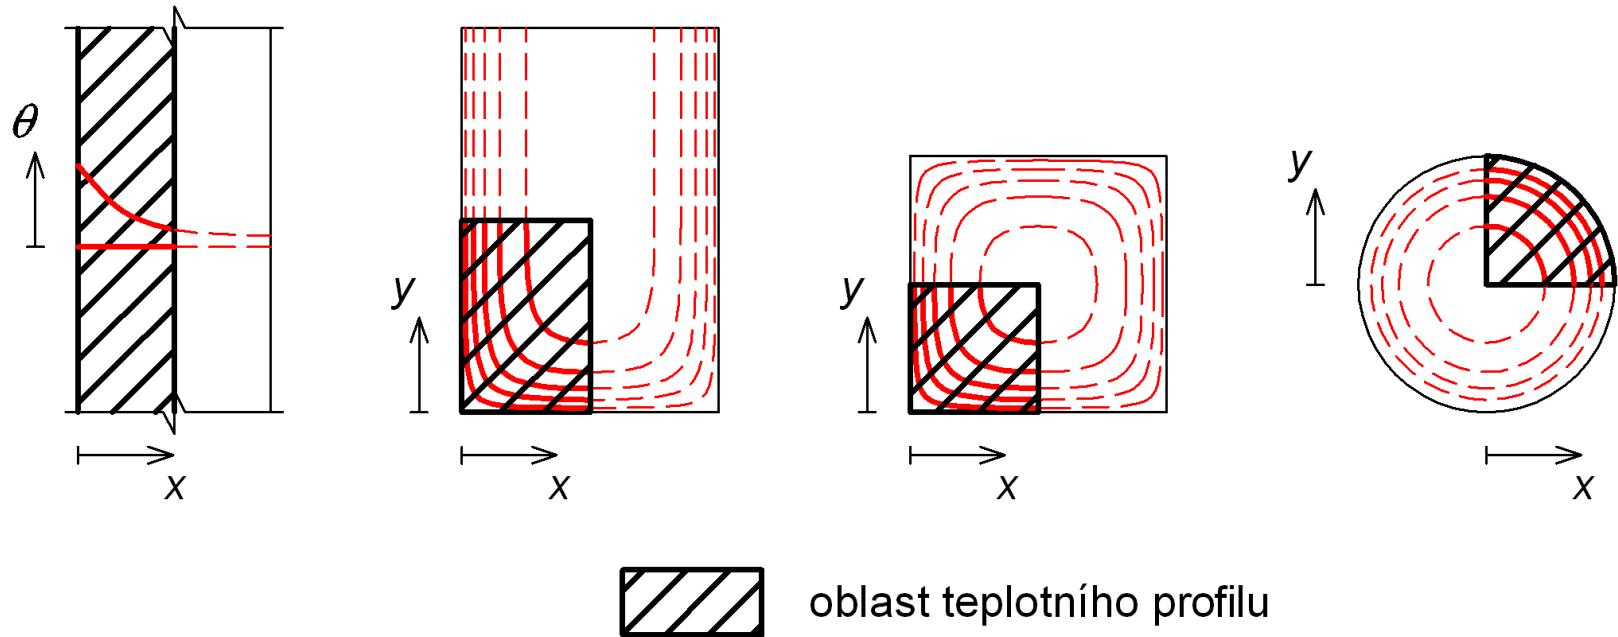 θ
x
y
x
y
x
y
x
oblast teplotního profilu